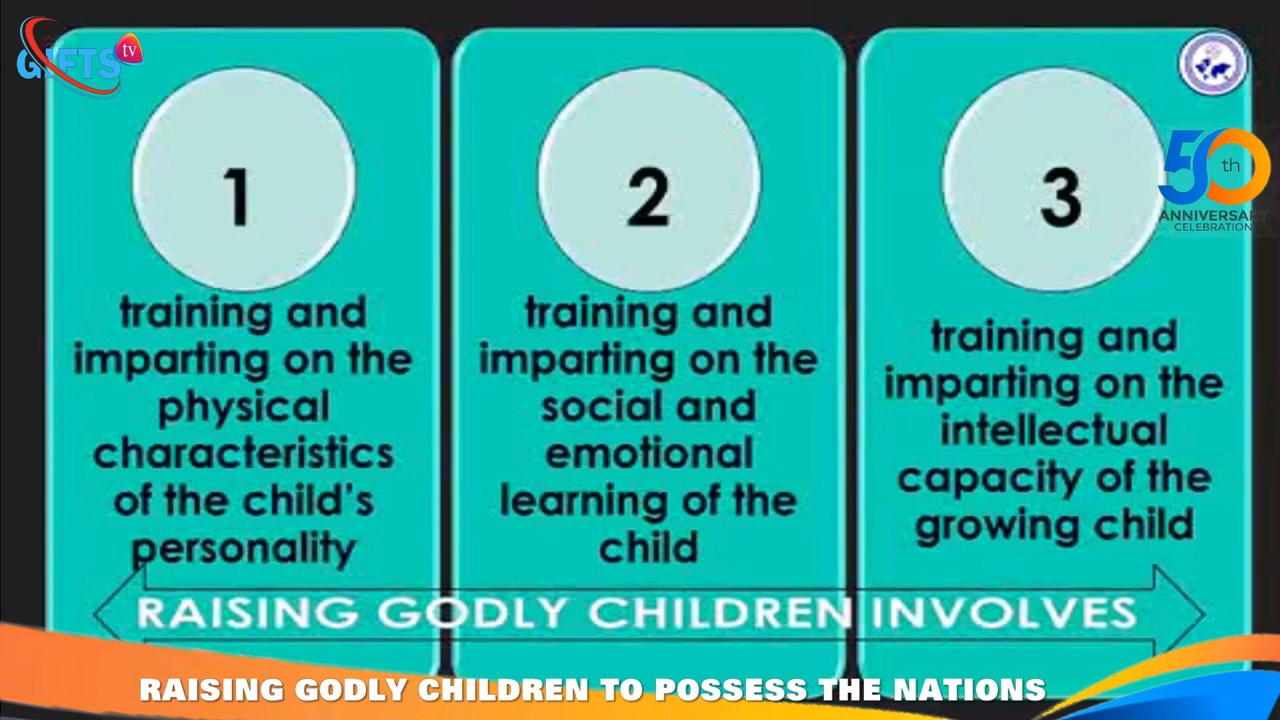 GIFTS tv
1
training and
imparting on the
physical
characteristics
of the child's
personality
2
training and
imparting on the
social and
emotional
learning of the
child
3
training and
imparting on the
intellectual
capacity of the
growing child
50th
ANNIVERSARY
CELEBRATION
RAISING GODLY CHILDREN INVOLVES
RAISING GODLY CHILDREN TO POSSESS THE NATIONS